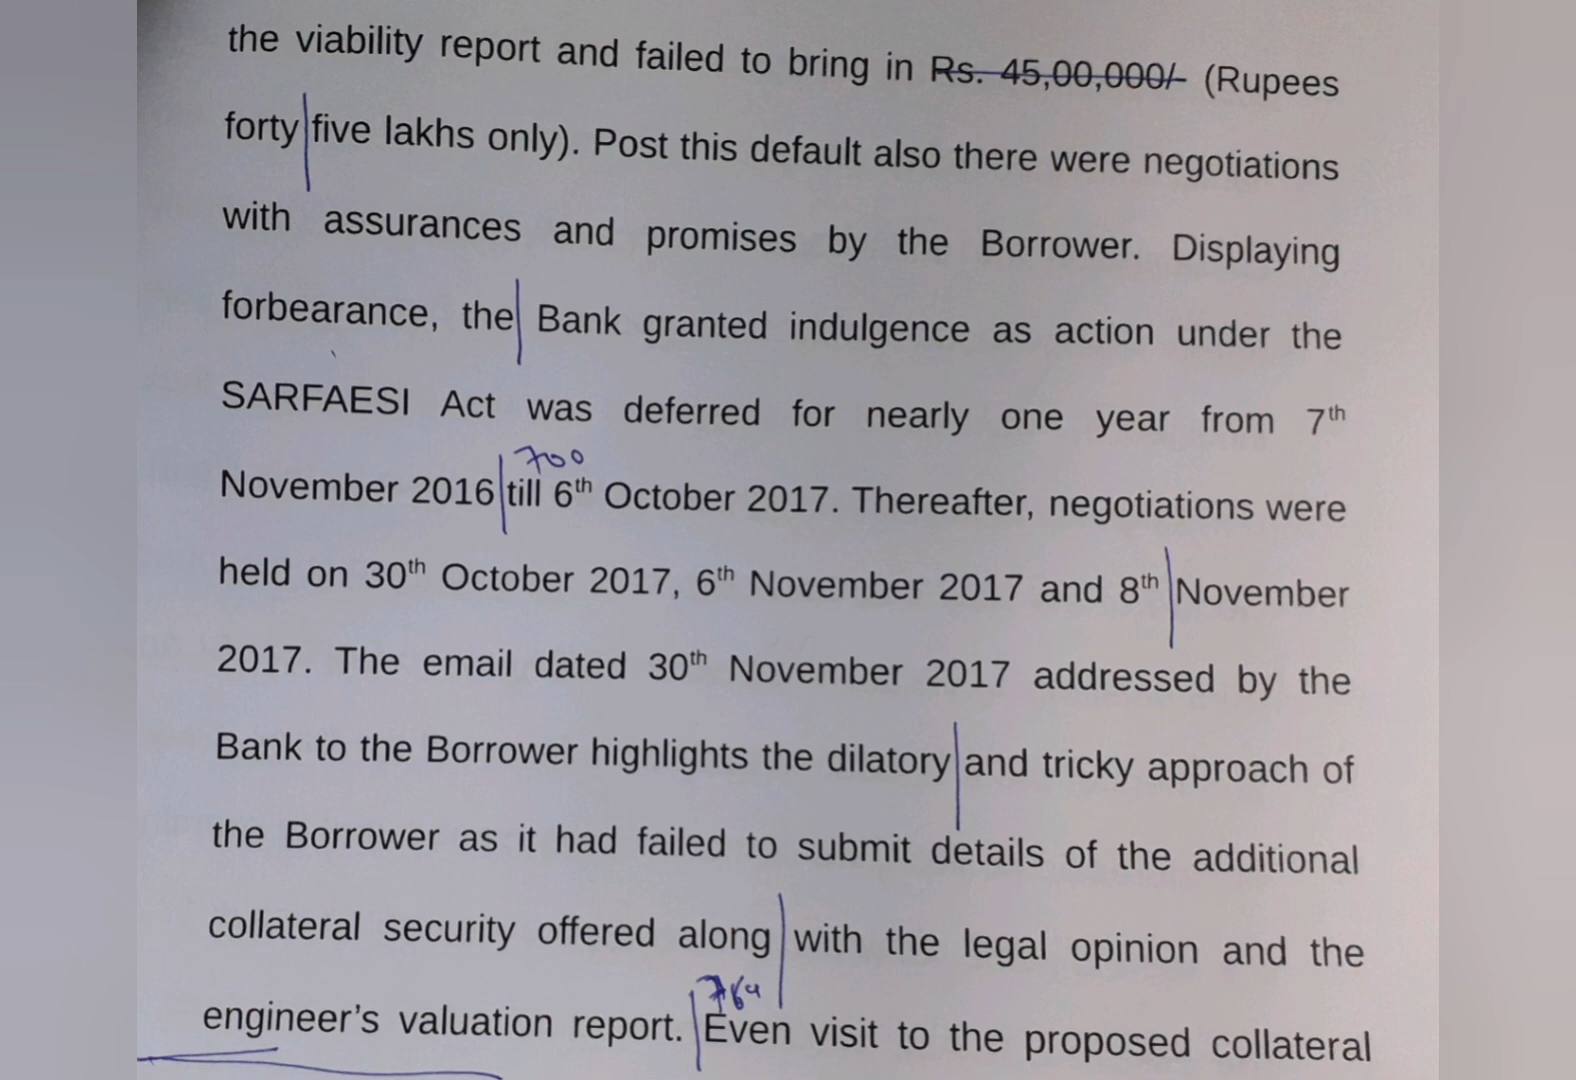 the viability report and failed to bring in Rs. 45,00,000/- (Rupees
forty five lakhs only). Post this default also there were negotiations
with assurances and promises by the Borrower. Displaying
forbearance, the Bank granted indulgence as action under the
SARFAESI Act was deferred for nearly one year from 7th
700
November 2016 till 6th October 2017. Thereafter, negotiations were
held on 30th October 2017, 6th November 2017 and 8th November
2017. The email dated 30th November 2017 addressed by the
Bank to the Borrower highlights the dilatory and tricky approach of
the Borrower as it had failed to submit details of the additional
collateral security offered along with the legal opinion and the
764
engineer's valuation report. Even visit to the proposed collateral